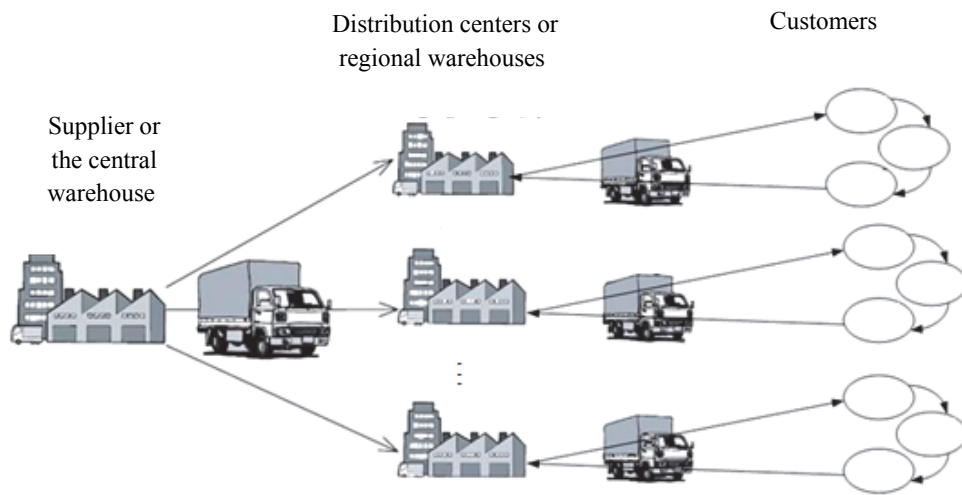 Distribution centers or
regional warehouses
Customers
Supplier or
the central
warehouse